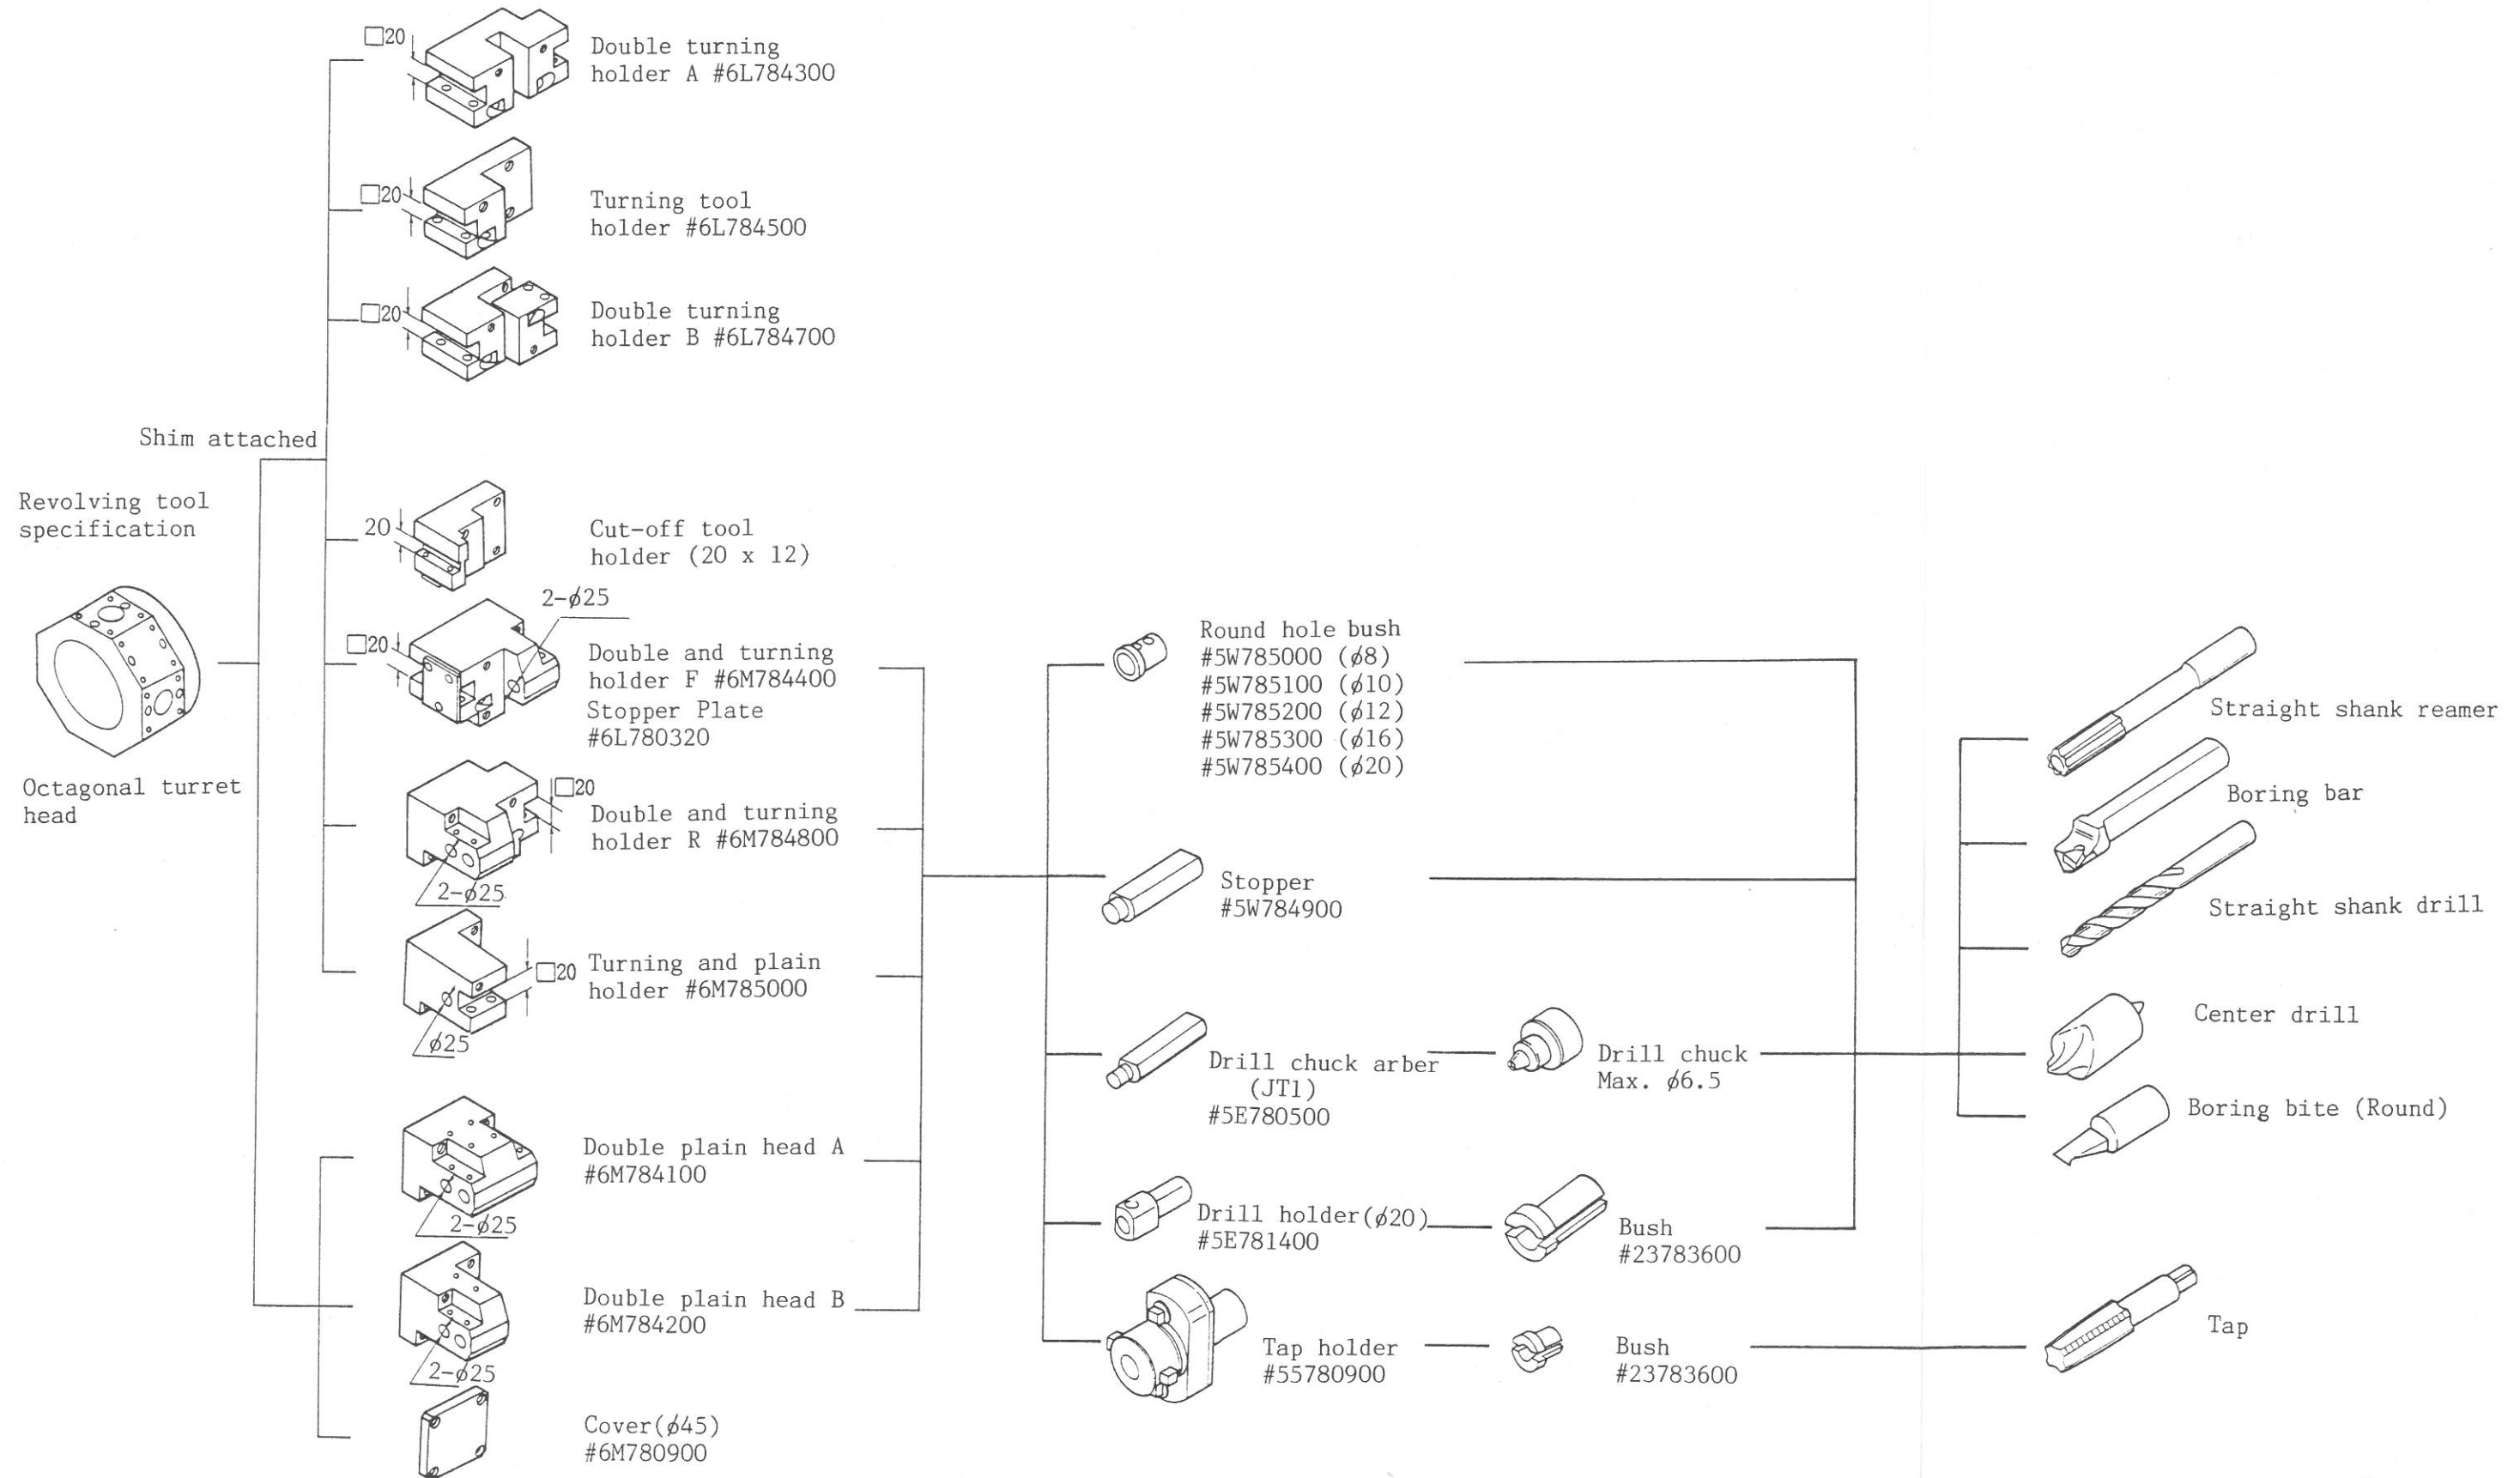 Revolving tool
specification
Octagonal turret
head
Shim attached
□20
Double turning
holder A #6L784300
□20
Turning tool
holder #6L784500
□20
Double turning
holder B #6L784700
20
Cut-off tool
holder (20 x 12)
2-ϕ25
□20
Double and turning
holder F #6M784400
Stopper Plate
#6L780320
□20
Double and turning
holder R #6M784800
2-ϕ25
□20
Turning and plain
holder #6M785000
ϕ25
Double plain head A
#6M784100
2-ϕ25
Double plain head B
#6M784200
2-ϕ25
Cover(ϕ45)
#6M780900
Round hole bush
#5W785000 (ϕ8)
#5W785100 (ϕ10)
#5W785200 (ϕ12)
#5W785300 (ϕ16)
#5W785400 (ϕ20)
Stopper
#5W784900
Drill chuck arber
(JT1)
#5E780500
Drill chuck
Max. ϕ6.5
Drill holder(ϕ20)
#5E781400
Bush
#23783600
Tap holder
#55780900
Bush
#23783600
Straight shank reamer
Boring bar
Straight shank drill
Center drill
Boring bite (Round)
Tap